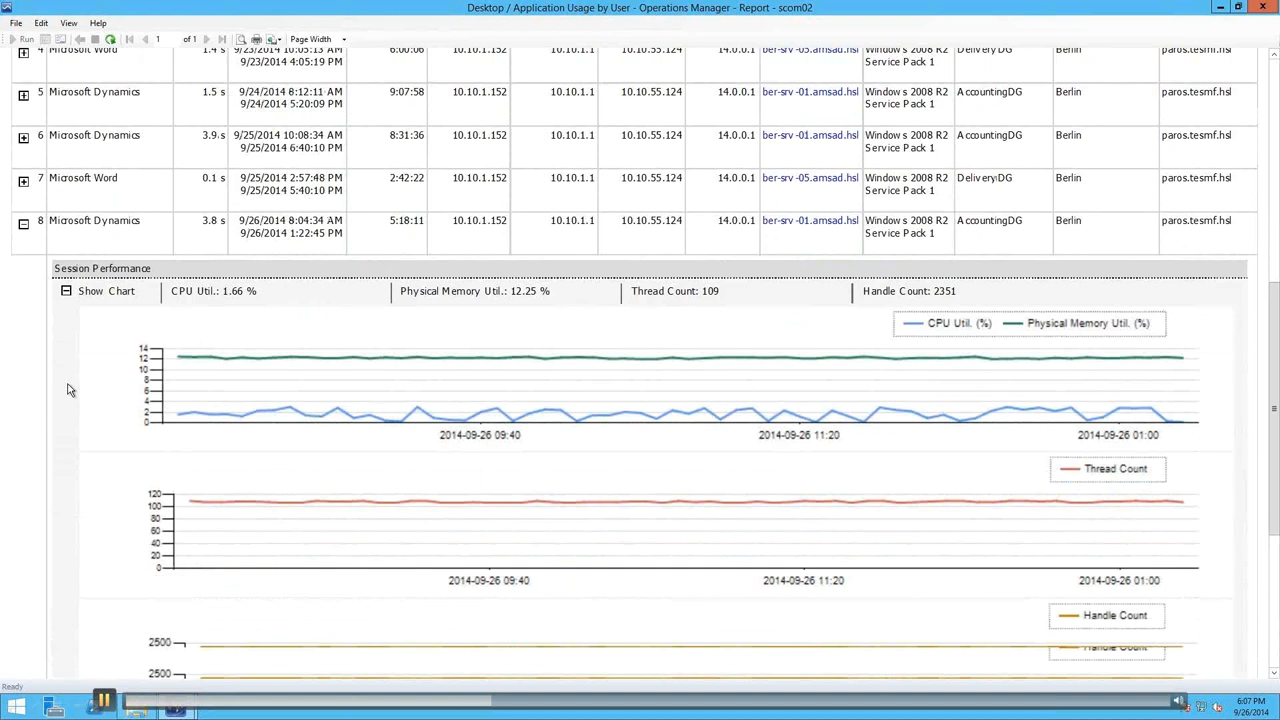 Desktop / Application Usage by User - Operations Manager - Report - scom02
File Edit View Help
Run 1 of 1 Page Width
4 Microsoft Word 1.4 s 9/23/2014 10:05:13 AM 6:00:06 10.10.1.152 10.10.1.1 10.10.55.124 14.0.0.1 ber-srv-05.amsad.hsl Windows 2008 R2 DeliveryDG Berlin paros.tesmf.hsl
9/23/2014 4:05:19 PM Service Pack 1
5 Microsoft Dynamics 1.5 s 9/24/2014 8:12:11 AM 9:07:58 10.10.1.152 10.10.1.1 10.10.55.124 14.0.0.1 ber-srv-01.amsad.hsl Windows 2008 R2 AccountingDG Berlin paros.tesmf.hsl
9/24/2014 5:20:09 PM Service Pack 1
6 Microsoft Dynamics 3.9 s 9/25/2014 10:08:34 AM 8:31:36 10.10.1.152 10.10.1.1 10.10.55.124 14.0.0.1 ber-srv-01.amsad.hsl Windows 2008 R2 AccountingDG Berlin paros.tesmf.hsl
9/25/2014 6:40:10 PM Service Pack 1
7 Microsoft Word 0.1 s 9/25/2014 2:57:48 PM 2:42:22 10.10.1.152 10.10.1.1 10.10.55.124 14.0.0.1 ber-srv-05.amsad.hsl Windows 2008 R2 DeliveryDG Berlin paros.tesmf.hsl
9/25/2014 5:40:10 PM Service Pack 1
8 Microsoft Dynamics 3.8 s 9/26/2014 8:04:34 AM 5:18:11 10.10.1.152 10.10.1.1 10.10.55.124 14.0.0.1 ber-srv-01.amsad.hsl Windows 2008 R2 AccountingDG Berlin paros.tesmf.hsl
9/26/2014 1:22:45 PM Service Pack 1
Session Performance
Show Chart CPU Util.: 1.66 % Physical Memory Util.: 12.25 % Thread Count: 109 Handle Count: 2351
CPU Util. (%) Physical Memory Util. (%)
14
12
10
8
6
4
2
0
2014-09-26 09:40 2014-09-26 11:20 2014-09-26 01:00
Thread Count
120
100
80
60
40
20
0
2014-09-26 09:40 2014-09-26 11:20 2014-09-26 01:00
Handle Count
2500
Handle Count
2500
Ready
6:07 PM
9/26/2014